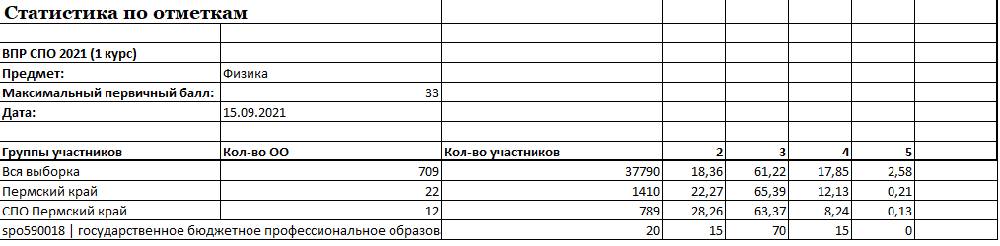 Статистика по отметкам
ВПР СПО 2021 (1 курс)
Предмет: Физика
Максимальный первичный балл: 33
Дата: 15.09.2021
Группы участников Кол-во ОО Кол-во участников 2 3 4 5
Вся выборка 709 37790 18,36 61,22 17,85 2,58
Пермский край 22 1410 22,27 65,39 12,13 0,21
СПО Пермский край 12 789 28,26 63,37 8,24 0,13
spo590018 | государственное бюджетное профессиональное образов 20 15 70 15 0